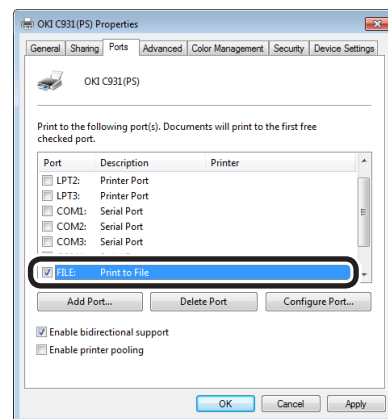 OKI C931(PS) Properties
General Sharing Ports Advanced Color Management Security Device Settings
OKI C931(PS)
Print to the following port(s). Documents will print to the first free
checked port.
Port Description Printer
LPT2: Printer Port
LPT3: Printer Port
COM1: Serial Port
COM2: Serial Port
COM3: Serial Port
FILE: Print to File
Add Port... Delete Port Configure Port...
Enable bidirectional support
Enable printer pooling
OK Cancel Apply